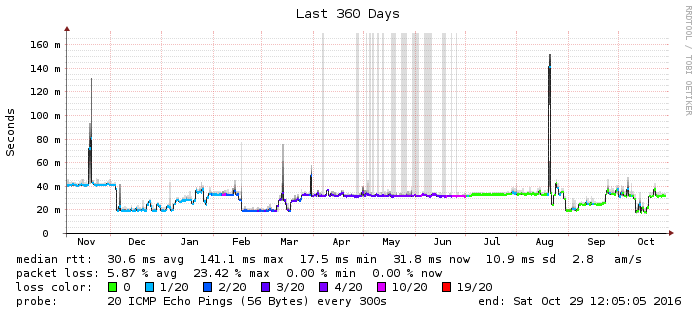 Last 360 Days
RRDTOOL / TOBI OETIKER
Seconds
160 m
140 m
120 m
100 m
80 m
60 m
40 m
20 m
0
Nov Dec Jan Feb Mar Apr May Jun Jul Aug Sep Oct
median rtt: 30.6 ms avg 141.1 ms max 17.5 ms min 31.8 ms now 10.9 ms sd 2.8 am/s
packet loss: 5.87 % avg 23.42 % max 0.00 % min 0.00 % now
loss color: 0 1/20 2/20 3/20 4/20 10/20 19/20
probe: 20 ICMP Echo Pings (56 Bytes) every 300s end: Sat Oct 29 12:05:05 2016